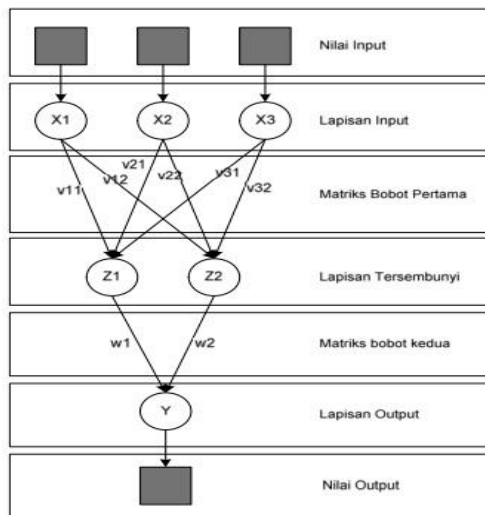 Nilai Input
X1 X2 X3 Lapisan Input
v11 v12 v21 v22 v31 v32 Matriks Bobot Pertama
Z1 Z2 Lapisan Tersembunyi
w1 w2 Matriks bobot kedua
Y Lapisan Output
Nilai Output